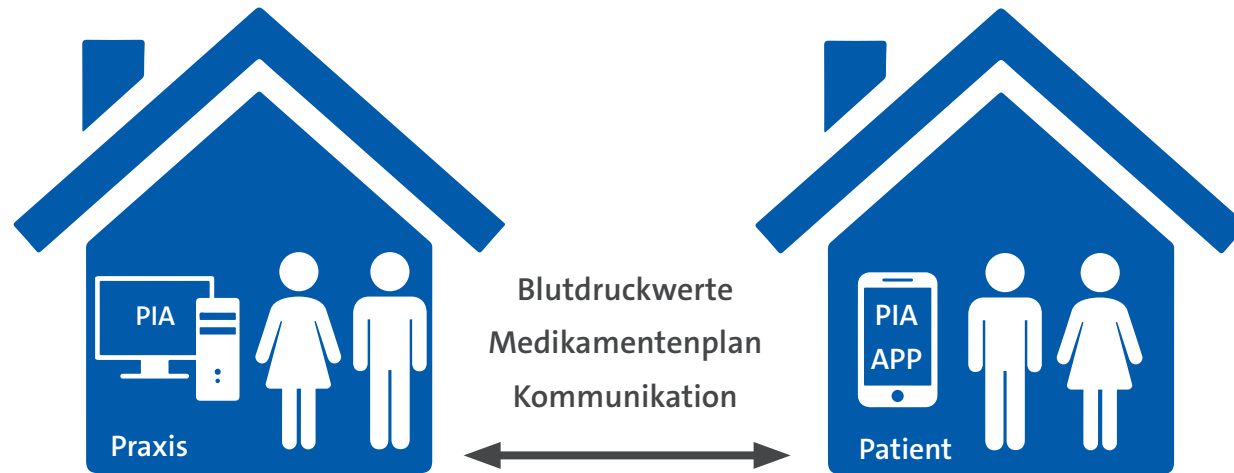 PIA
Praxis
Blutdruckwerte
Medikamentenplan
Kommunikation
PIA
APP
Patient